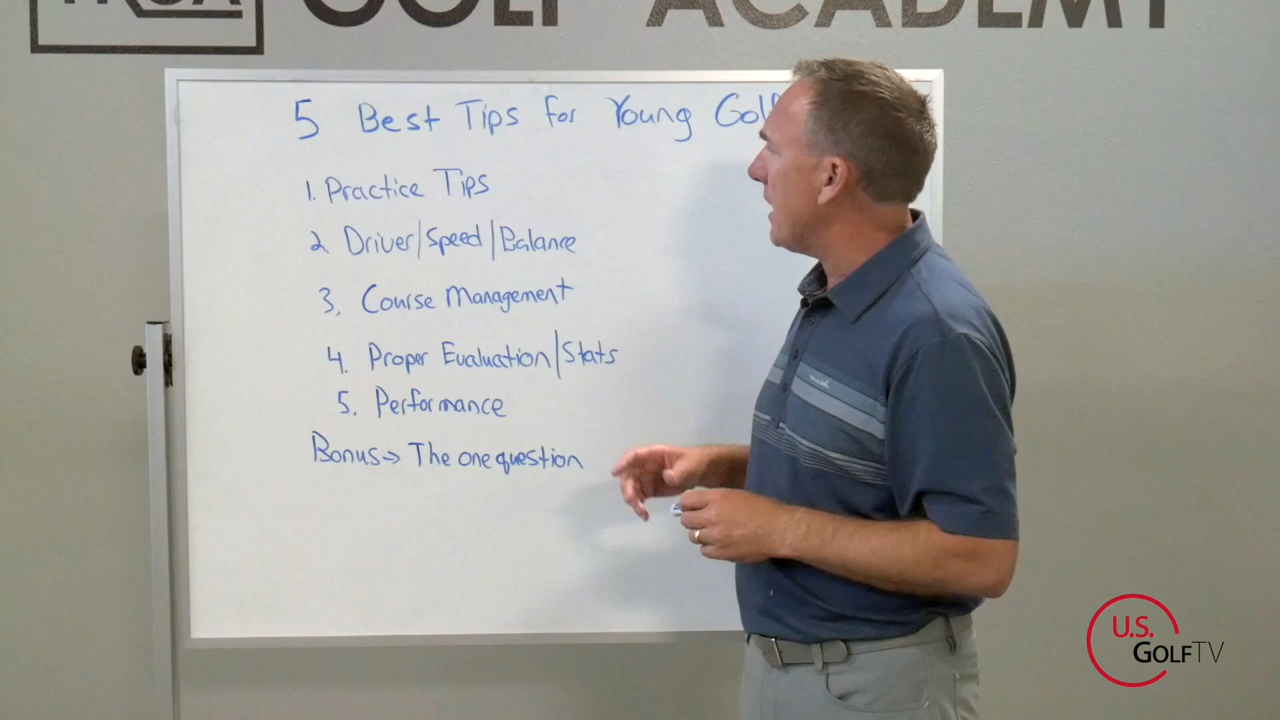 GOLF ACADEMY
5 Best Tips for Young Golf
1. Practice Tips
2. Driver/Speed/Balance
3. Course Management
4. Proper Evaluation/Stats
5. Performance
Bonus→ The one question
U.S.
GOLFTV